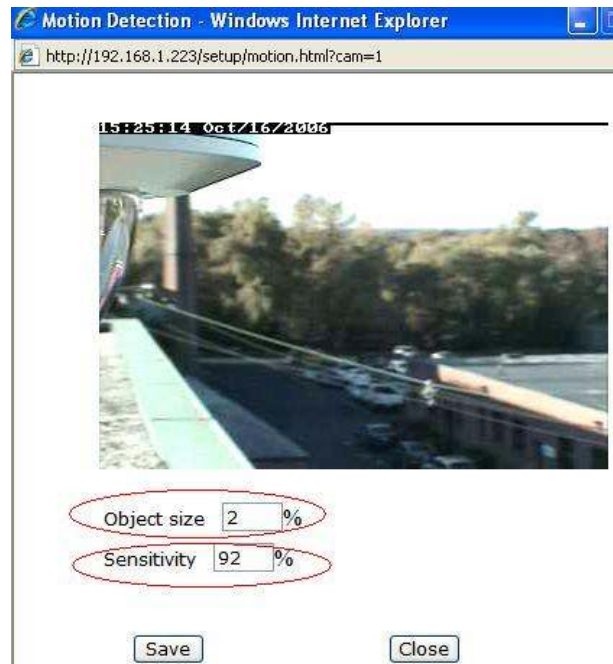 Motion Detection - Windows Internet Explorer
http://192.168.1.223/setup/motion.html?cam=1
15:25:14 Oct/16/2006
Object size 2 %
Sensitivity 92 %
Save Close